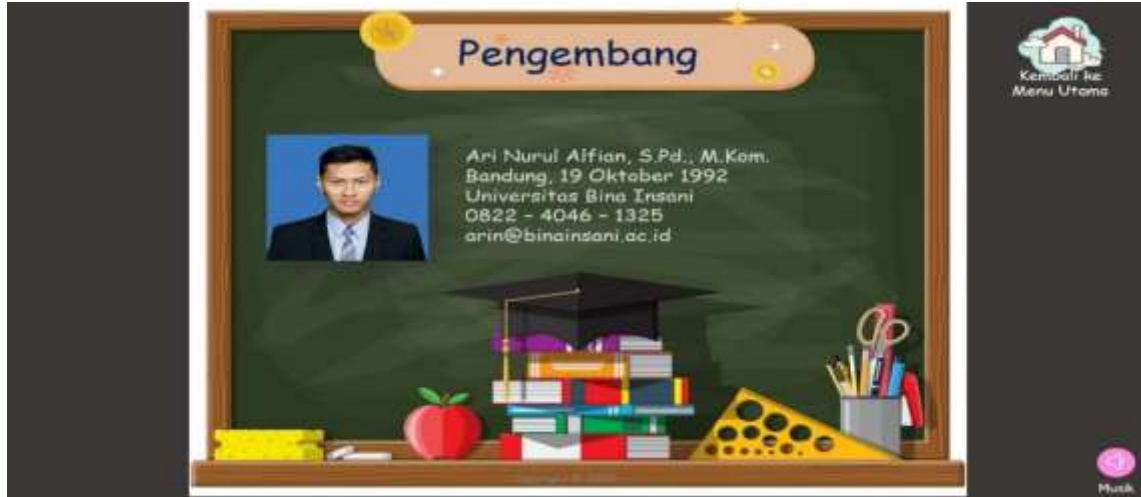 Pengembang
Kembali ke
Menu Utama
Ari Nurul Alfian, S.Pd., M.Kom.
Bandung, 19 Oktober 1992
Universitas Bina Insani
0822 - 4046 - 1325
arin@binainsani.ac.id
Musik